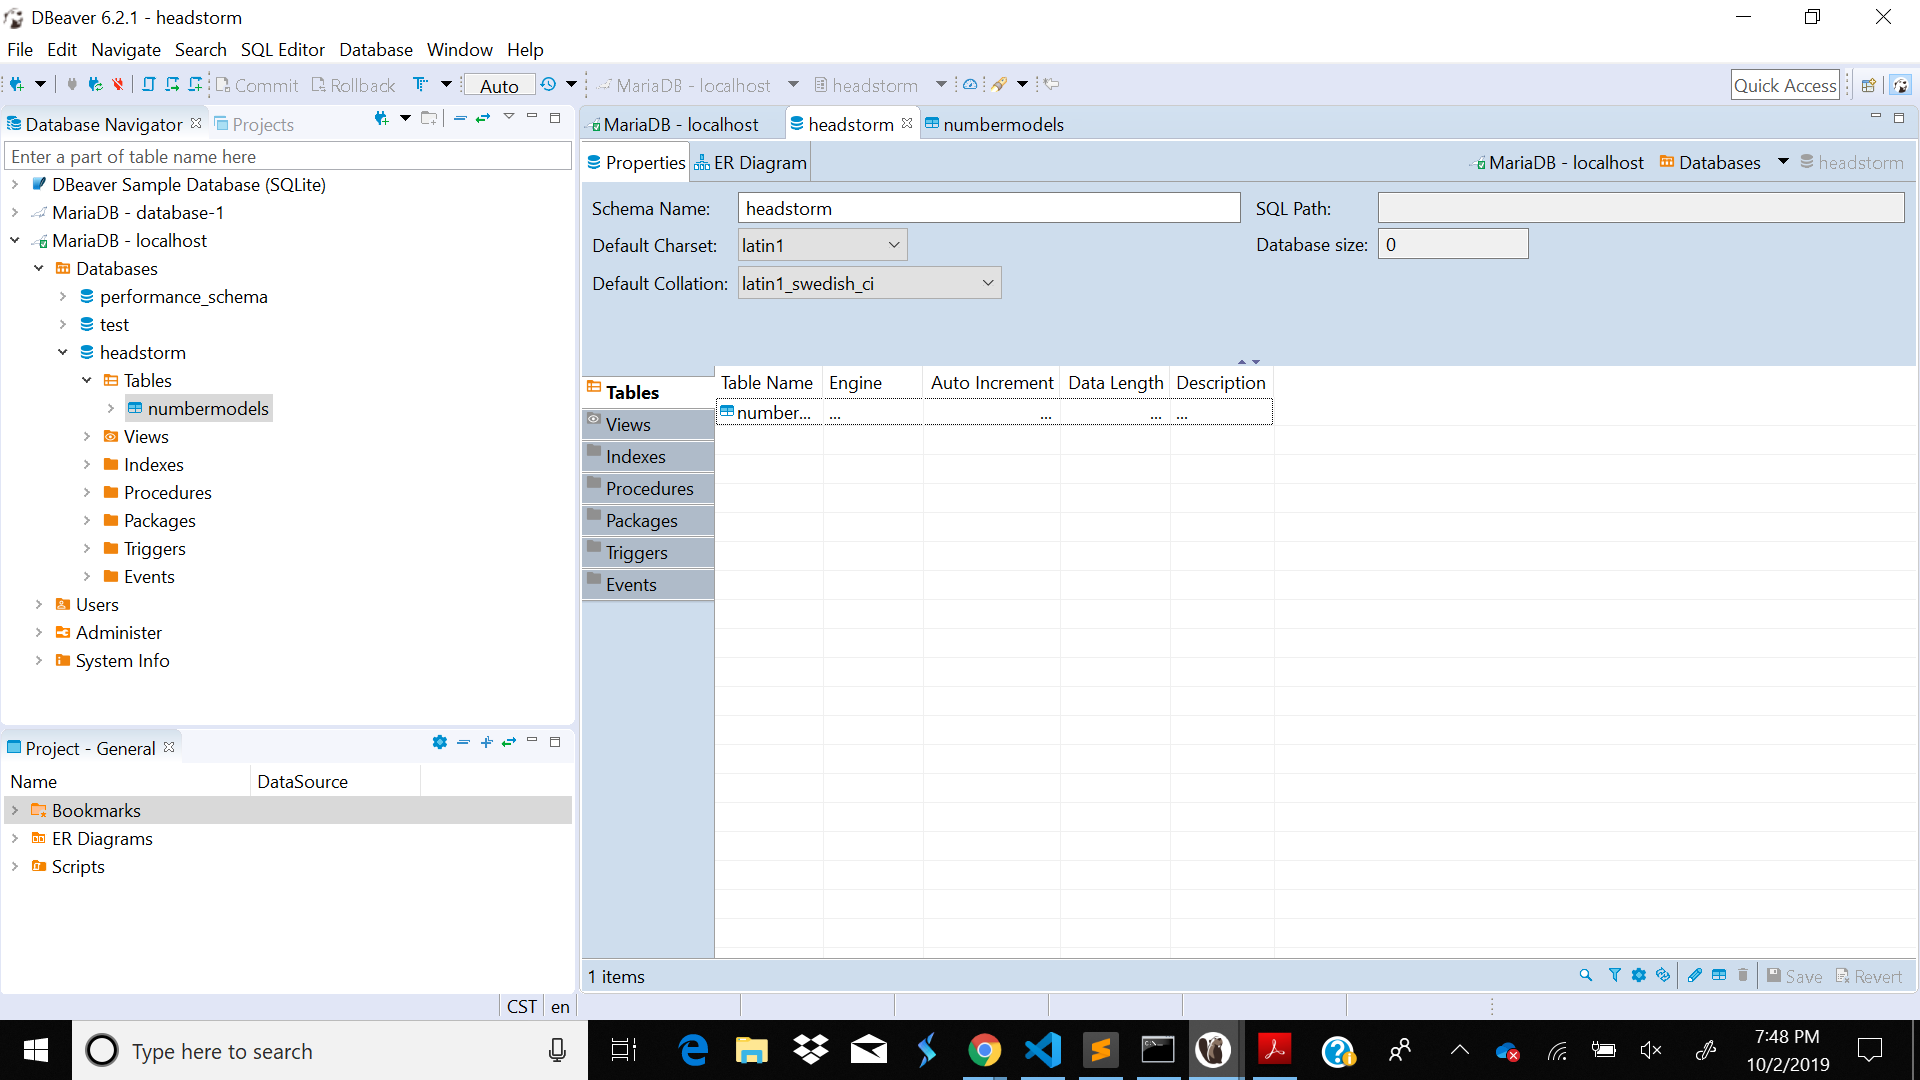 DBeaver 6.2.1 - headstorm
File Edit Navigate Search SQL Editor Database Window Help
Commit Rollback Auto MariaDB - localhost headstorm Quick Access
Database Navigator Projects
Enter a part of table name here
DBeaver Sample Database (SQLite)
MariaDB - database-1
MariaDB - localhost
Databases
performance_schema
test
headstorm
Tables
numbermodels
Views
Indexes
Procedures
Packages
Triggers
Events
Users
Administer
System Info
Project - General
Name DataSource
Bookmarks
ER Diagrams
Scripts
MariaDB - localhost headstorm numbermodels
Properties ER Diagram MariaDB - localhost Databases headstorm
Schema Name: headstorm SQL Path:
Default Charset: latin1 Database size: 0
Default Collation: latin1_swedish_ci
Tables
Views
Indexes
Procedures
Packages
Triggers
Events
Table Name Engine Auto Increment Data Length Description
number... ... ... ... ...
1 items Save Revert
CST en
Type here to search
7:48 PM
10/2/2019